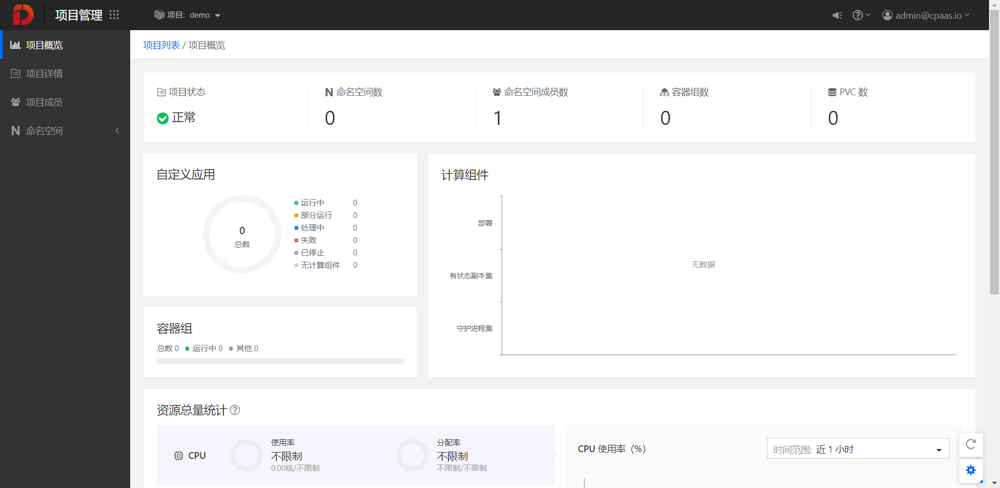 项目管理
项目: demo
admin@cpaas.io
项目概览
项目详情
项目成员
N 命名空间
项目列表 / 项目概览
项目状态
正常
N 命名空间数
0
命名空间成员数
1
容器组数
0
PVC 数
0
自定义应用
0
总数
运行中 0
部分运行 0
处理中 0
失败 0
已停止 0
无计算组件 0
计算组件
部署
有状态副本集
守护进程集
无数据
容器组
总数 0 运行中 0 其他 0
资源总量统计
CPU
使用率
不限制
0.00核/不限制
分配率
不限制
不限制/不限制
CPU 使用率（%）
时间范围: 近 1 小时